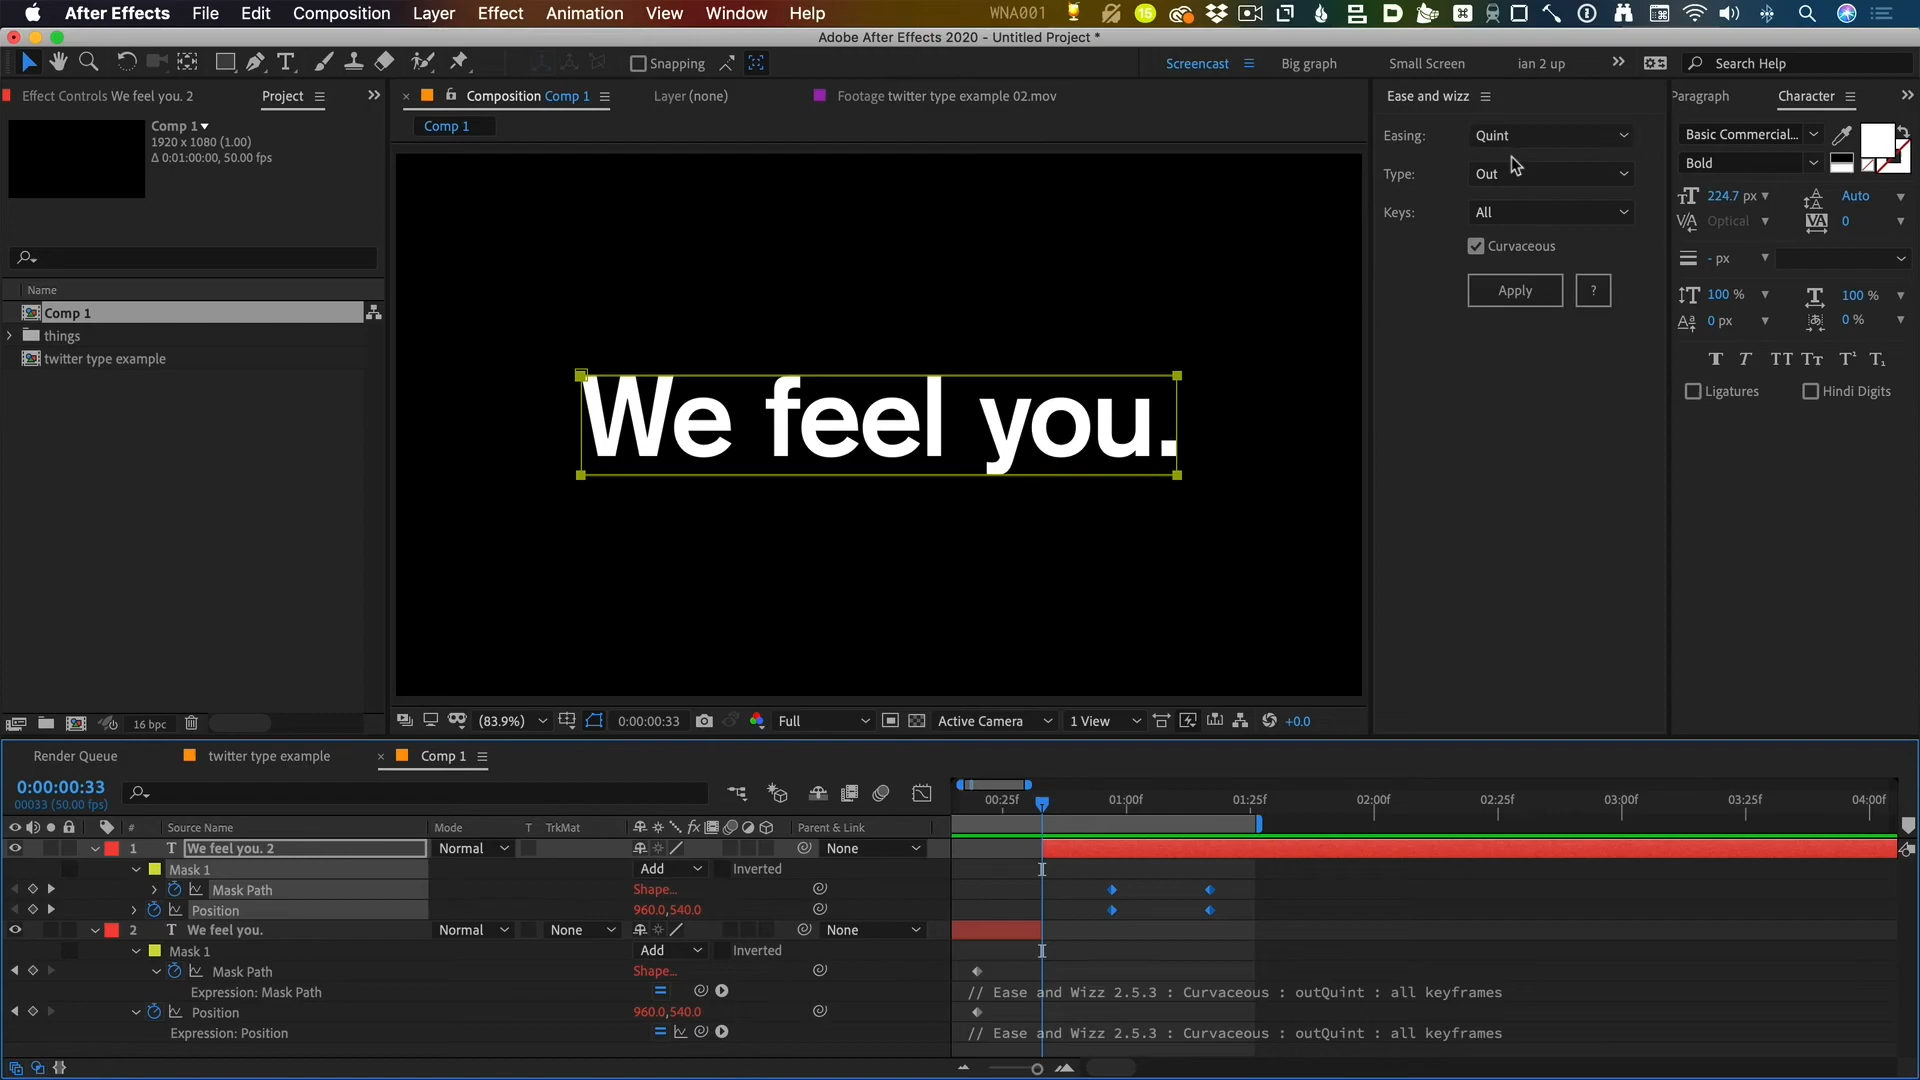 After Effects File Edit Composition Layer Effect Animation View Window Help WNA001 15
Adobe After Effects 2020 - Untitled Project *
Snapping Screencast Big graph Small Screen ian 2 up Search Help
Effect Controls We feel you. 2 Project
Composition Comp 1 Layer (none) Footage twitter type example 02.mov
Ease and wizz
Paragraph Character
Comp 1
1920 x 1080 (1.00)
Δ 0:01:00:00, 50.00 fps
Comp 1
Easing: Quint
Type: Out
Keys: All
Curvaceous
Apply ?
Basic Commercial...
Bold
224.7 px Auto
Optical 0
- px
100 % 100 %
0 px 0 %
T T TT Tr T¹ T₁
Ligatures Hindi Digits
Name
Comp 1
things
twitter type example
We feel you.
16 bpc
(83.9%) 0:00:00:33 Full Active Camera 1 View +0.0
Render Queue twitter type example Comp 1
0:00:00:33
00033 (50.00 fps)
00:25f 01:00f 01:25f 02:00f 02:25f 03:00f 03:25f 04:00f
# Source Name Mode T TrkMat Parent & Link
1 T We feel you. 2 Normal None
Mask 1 Add Inverted
Mask Path Shape...
Position 960.0,540.0
2 T We feel you. Normal None None
Mask 1 Add Inverted
Mask Path Shape...
Expression: Mask Path // Ease and Wizz 2.5.3 : Curvaceous : outQuint : all keyframes
Position 960.0,540.0
Expression: Position // Ease and Wizz 2.5.3 : Curvaceous : outQuint : all keyframes